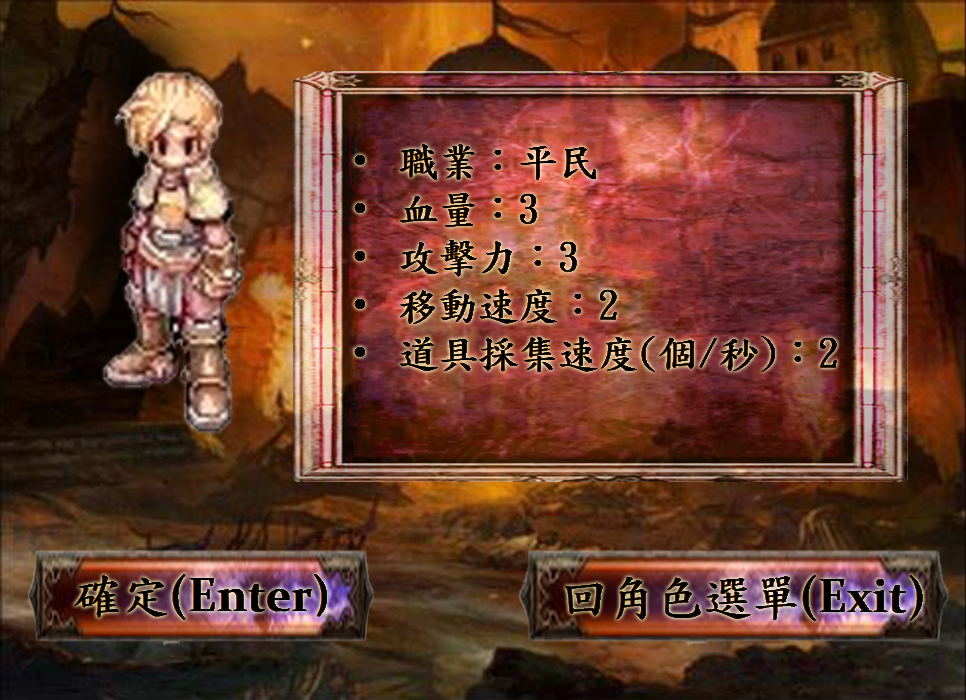 • 職業：平民
• 血量：3
• 攻擊力：3
• 移動速度：2
• 道具採集速度(個/秒)：2
確定(Enter)
回角色選單(Exit)